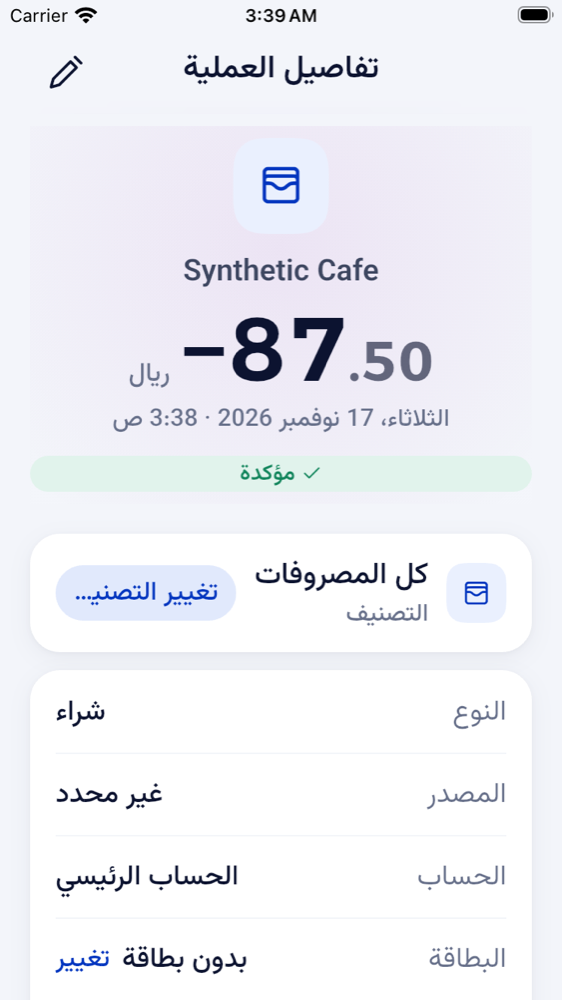 Carrier 3:39 AM
تفاصيل العملية
Synthetic Cafe
−87.50 ريال
الثلاثاء، 17 نوفمبر 2026 · 3:38 ص
✓ مؤكدة
كل المصروفات
التصنيف
تغيير التصني...
النوع شراء
المصدر غير محدد
الحساب الحساب الرئيسي
البطاقة بدون بطاقة تغيير